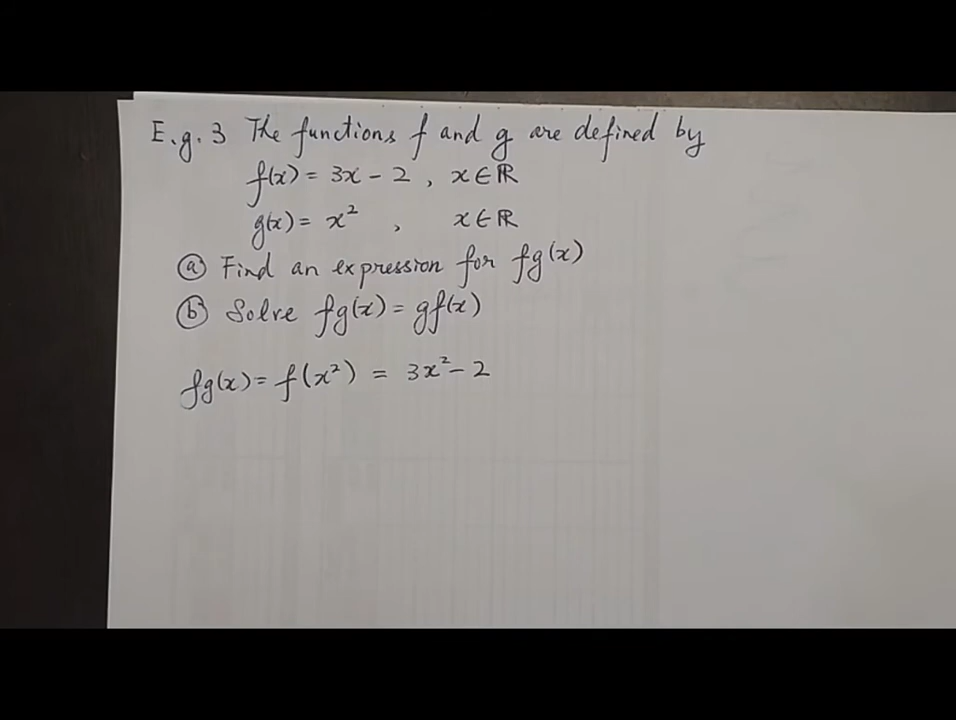 E.g. 3 The functions f and g are defined by
f(x) = 3x - 2 , x ∈ ℝ
g(x) = x² , x ∈ ℝ
ⓐ Find an expression for fg(x)
ⓑ Solve fg(x) = gf(x)
fg(x) = f(x²) = 3x² - 2